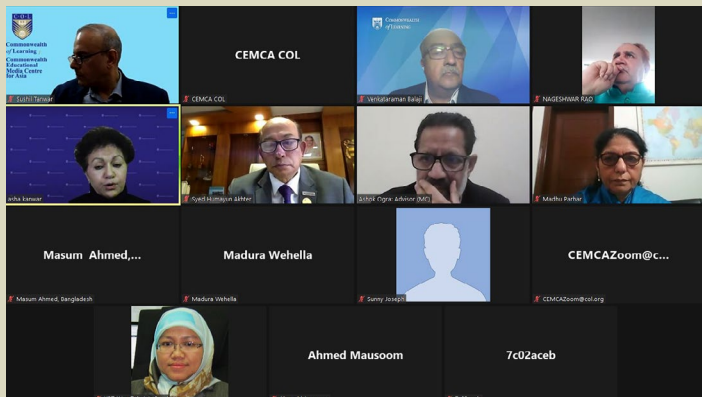 C-O-L
Commonwealth
of Learning
Commonwealth
Educational
Media Centre
for Asia
Sushil Tanwar
CEMCA COL
CEMCA COL
Commonwealth
of Learning
Venkataraman Balaji
NAGESHWAR RAO
asha kanwar
Syed Humayun Akhter
Ashok Ogra: Advisor (MC)
Madhu Parhar
Masum Ahmed,...
Masum Ahmed, Bangladesh
Madura Wehella
Madura Wehella
Sunny Joseph
CEMCAZoom@c...
CEMCAZoom@col.org
Ahmed Mausoom
7c02aceb